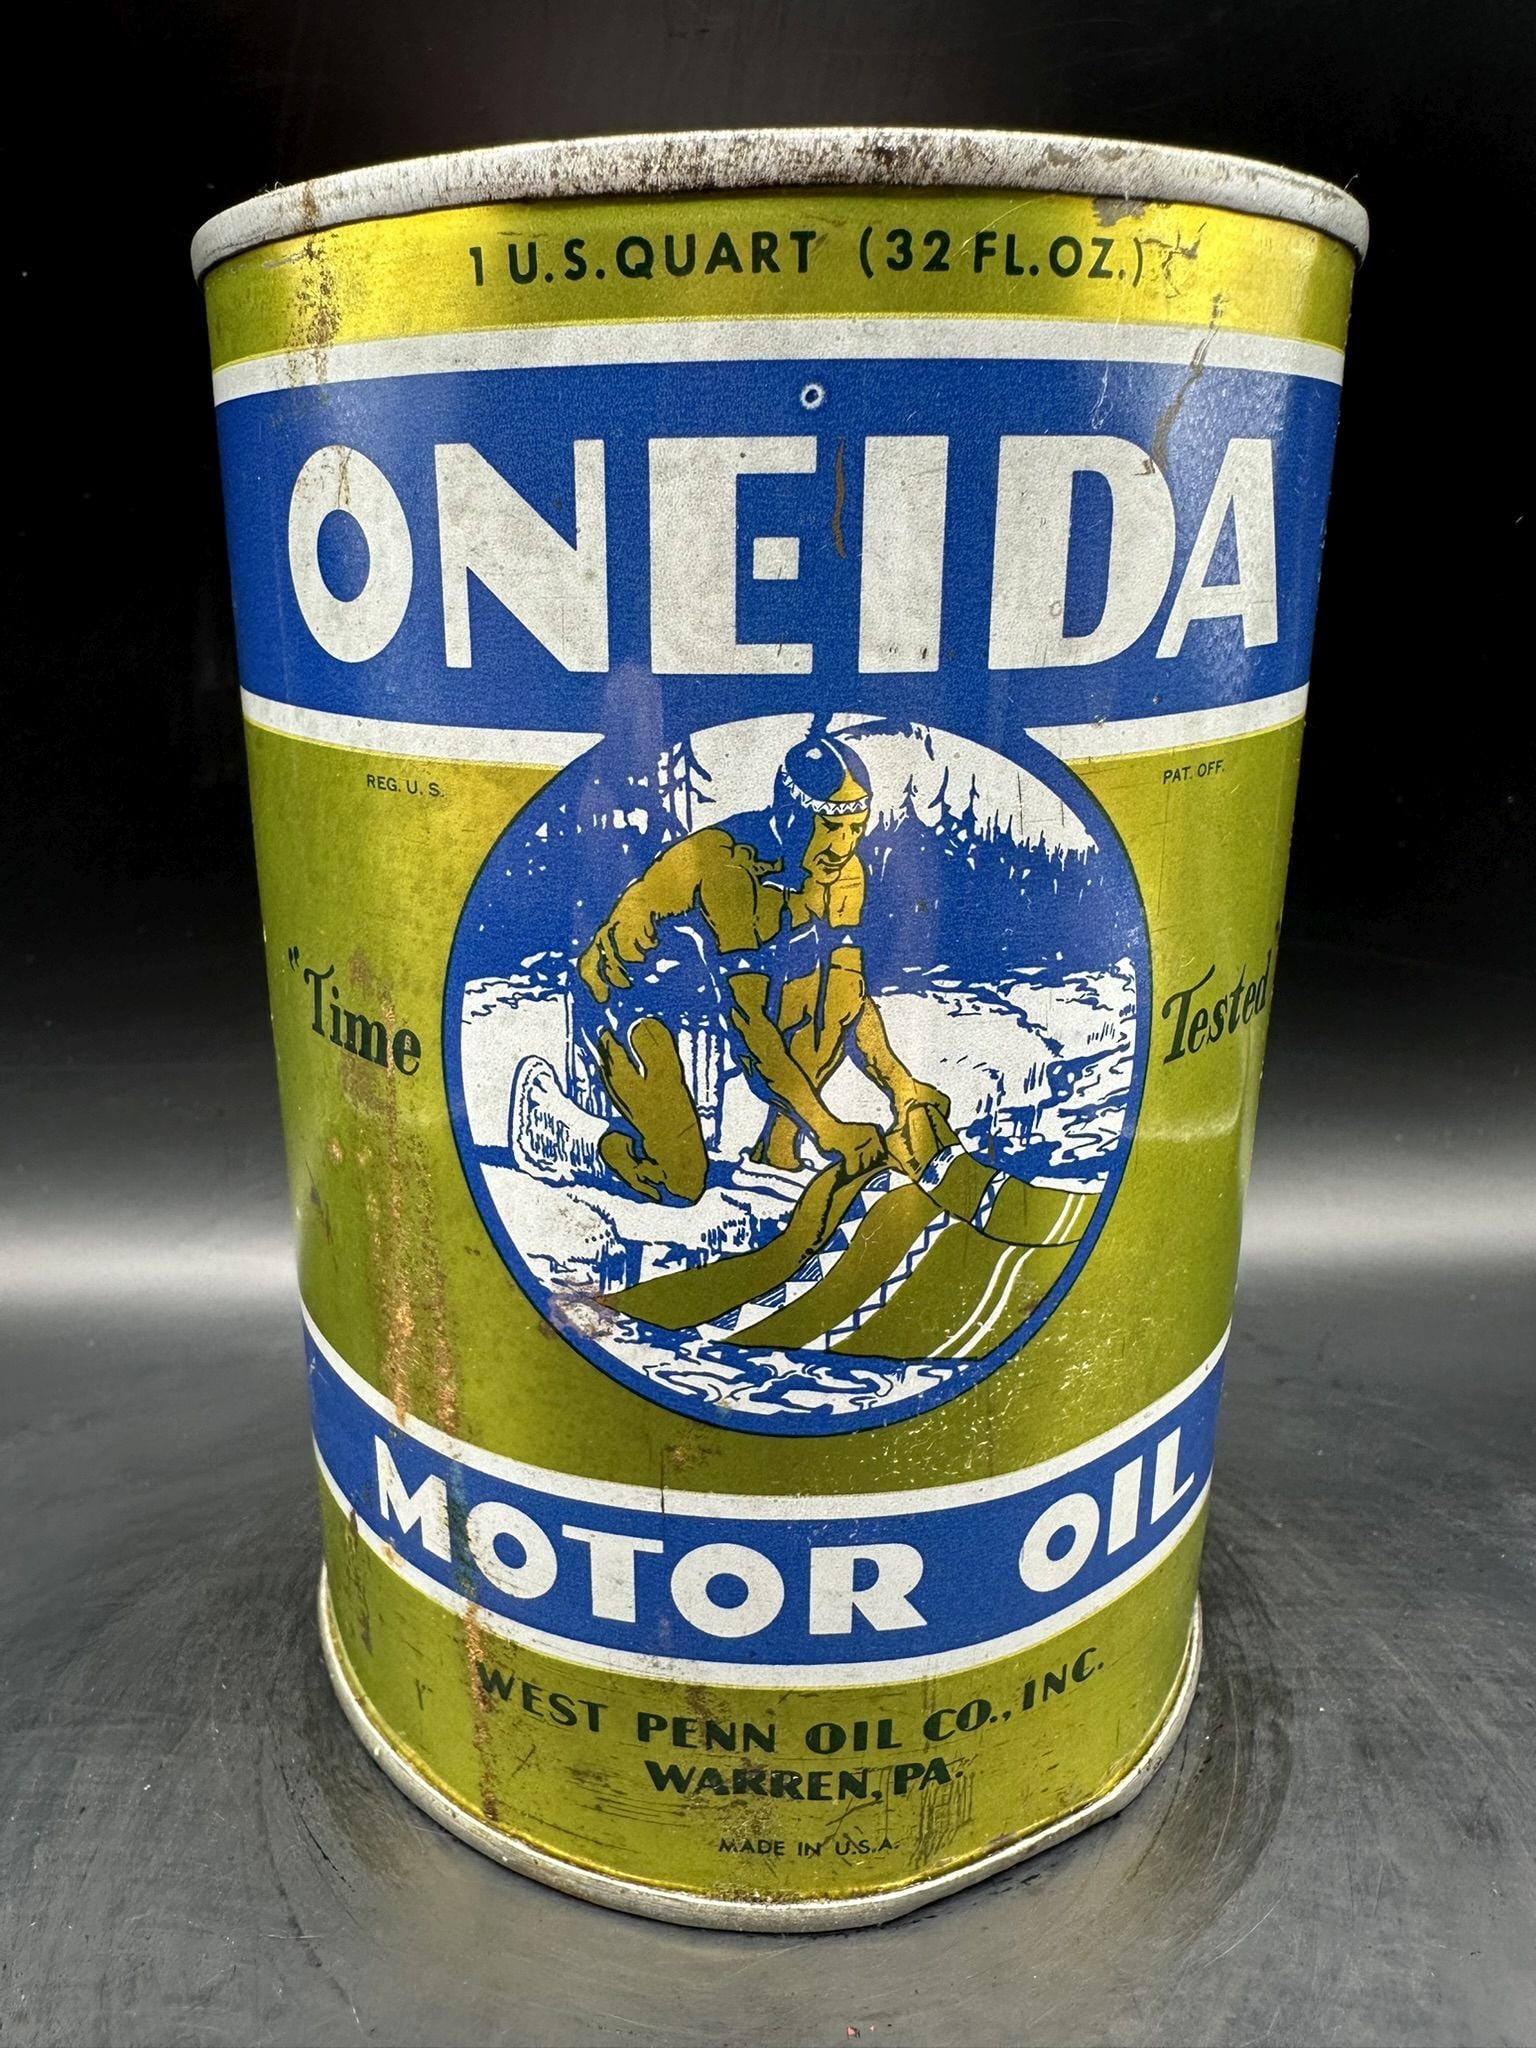 1 U.S. QUART (32 FL. OZ.)
ONEIDA
REG. U. S. PAT. OFF.
"Time Tested"
MOTOR OIL
WEST PENN OIL CO., INC.
WARREN, PA.
MADE IN U.S.A.